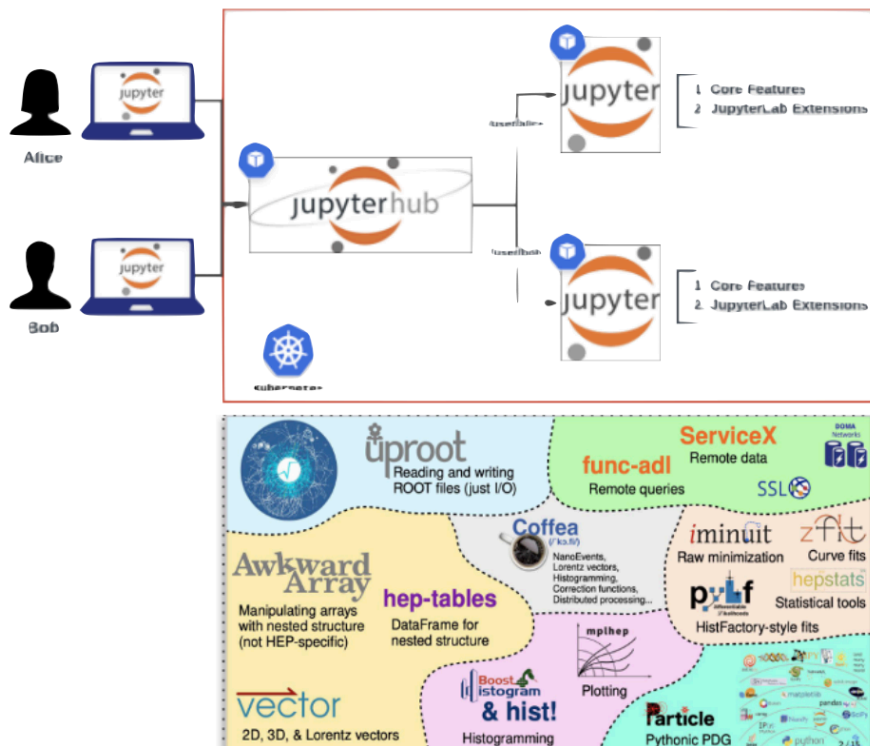 jupyter
Alice
jupyter
Bob
jupyterhub
jupyter
1 Core Features
2 JupyterLab Extensions
jupyter
1 Core Features
2 JupyterLab Extensions
uproot
Reading and writing
ROOT files (just I/O)
ServiceX
Remote data
func-adl
Remote queries
DOMA
Networks
SSL
Awkward
Array
Manipulating arrays
with nested structure
(not HEP-specific)
hep-tables
DataFrame for
nested structure
Coffea
NanoEvents,
Lorentz vectors,
Histogramming,
Correction functions,
Distributed processing...
iminuit
Raw minimization
zfit
Curve fits
pyhf
hepstats
Statistical tools
HistFactory-style fits
vector
2D, 3D, & Lorentz vectors
Boost
Histogram
& hist!
Histogramming
mplhep
Plotting
Particle
Pythonic PDG
matplotlib
pandas
SciPy
python